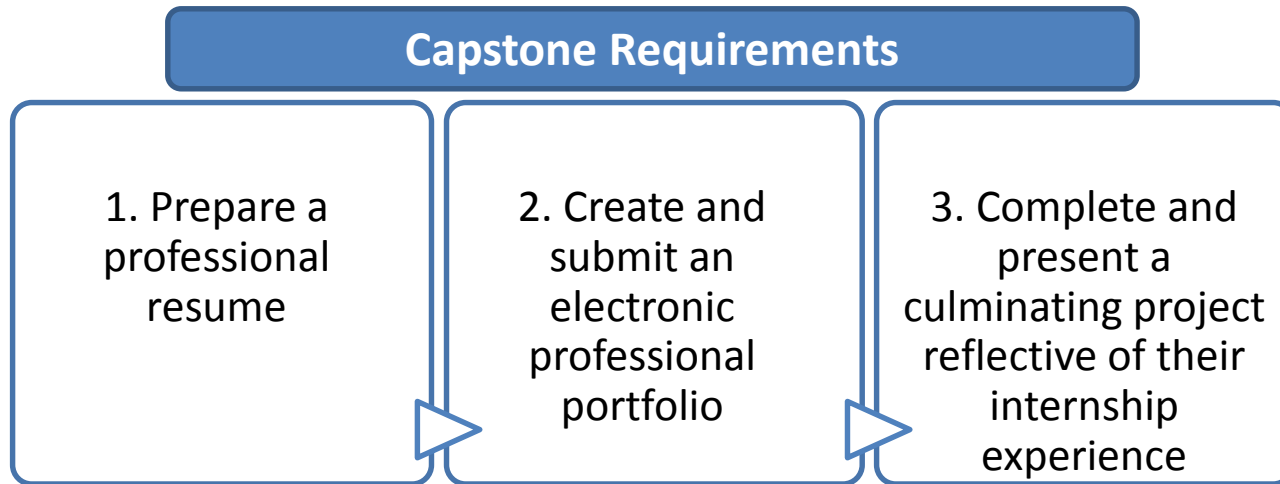 Capstone Requirements
1. Prepare a
professional
resume
2. Create and
submit an
electronic
professional
portfolio
3. Complete and
present a
culminating project
reflective of their
internship
experience